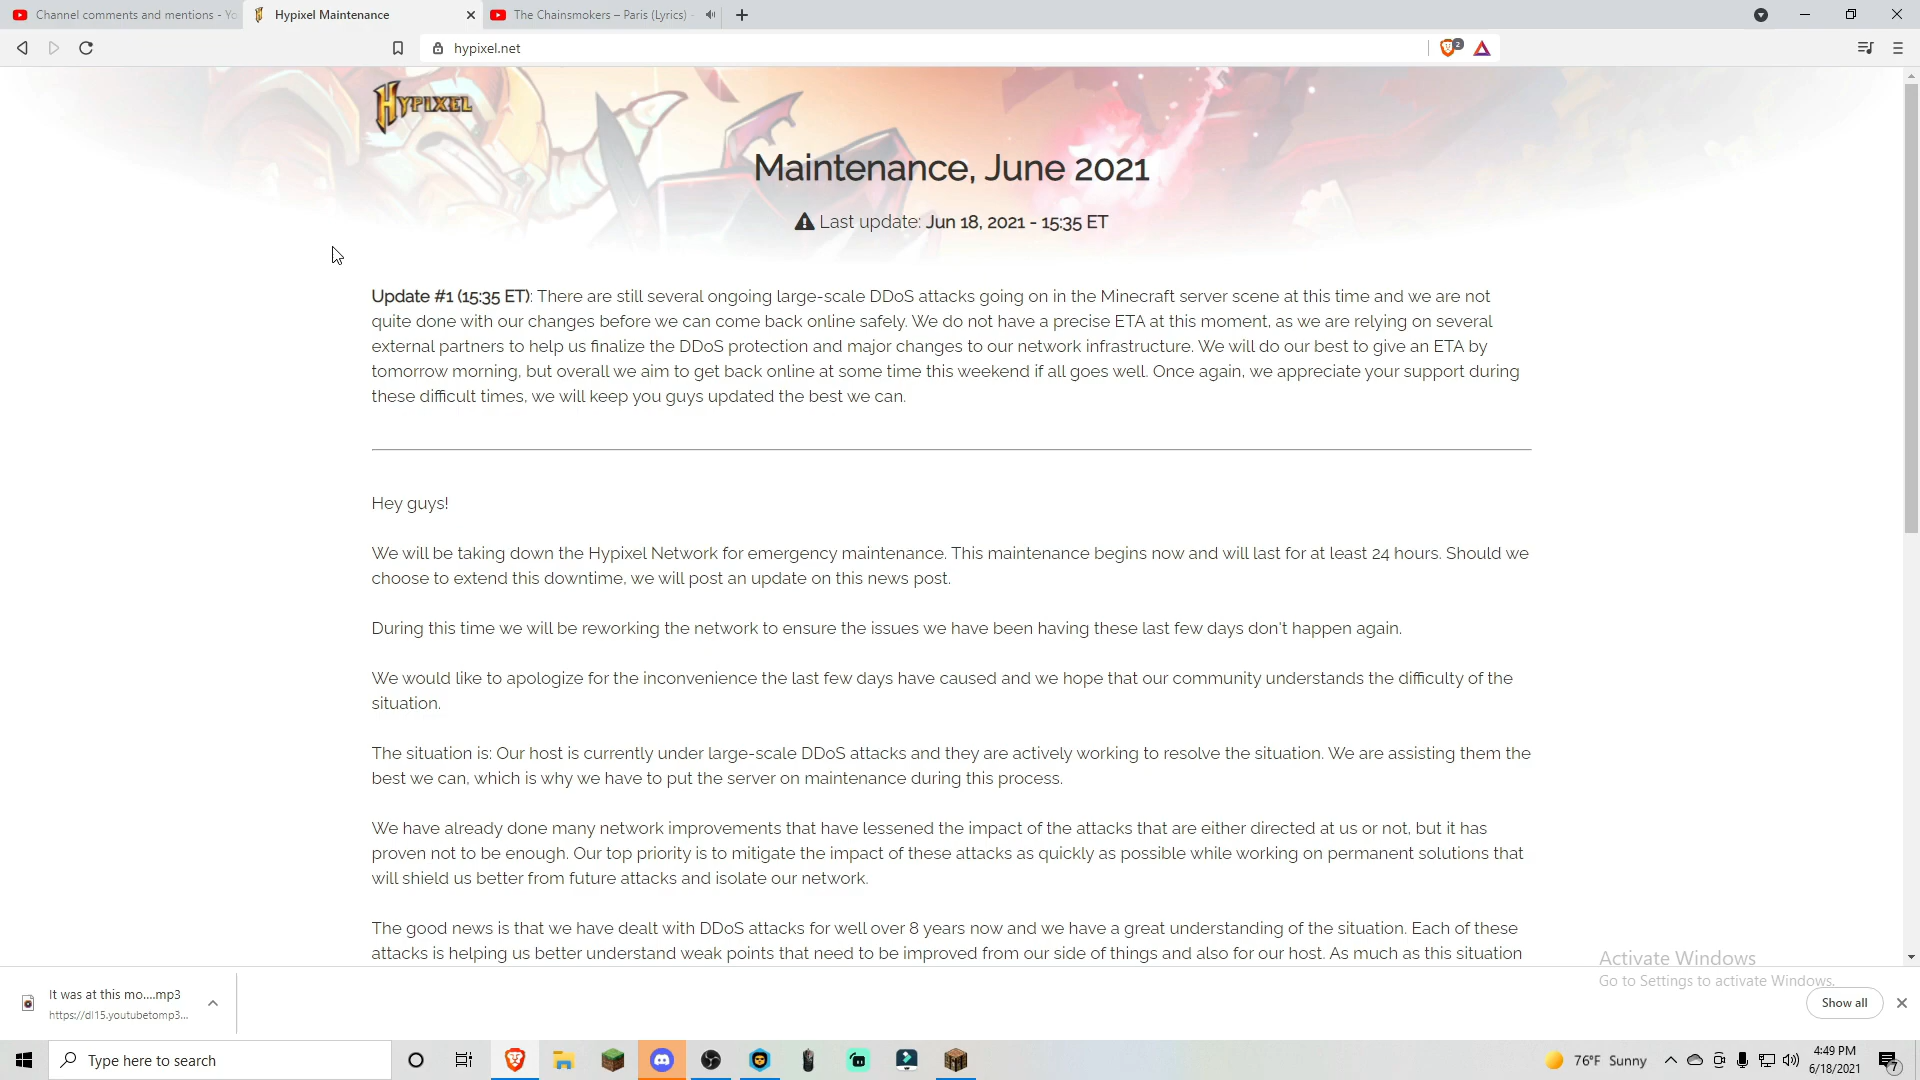 Channel comments and mentions - Yo
Hypixel Maintenance
The Chainsmokers – Paris (Lyrics)
hypixel.net
2
HYPIXEL
Maintenance, June 2021
Last update: Jun 18, 2021 - 15:35 ET
Update #1 (15:35 ET): There are still several ongoing large-scale DDoS attacks going on in the Minecraft server scene at this time and we are not
quite done with our changes before we can come back online safely. We do not have a precise ETA at this moment, as we are relying on several
external partners to help us finalize the DDoS protection and major changes to our network infrastructure. We will do our best to give an ETA by
tomorrow morning, but overall we aim to get back online at some time this weekend if all goes well. Once again, we appreciate your support during
these difficult times, we will keep you guys updated the best we can.
Hey guys!
We will be taking down the Hypixel Network for emergency maintenance. This maintenance begins now and will last for at least 24 hours. Should we
choose to extend this downtime, we will post an update on this news post.
During this time we will be reworking the network to ensure the issues we have been having these last few days don't happen again.
We would like to apologize for the inconvenience the last few days have caused and we hope that our community understands the difficulty of the
situation.
The situation is: Our host is currently under large-scale DDoS attacks and they are actively working to resolve the situation. We are assisting them the
best we can, which is why we have to put the server on maintenance during this process.
We have already done many network improvements that have lessened the impact of the attacks that are either directed at us or not, but it has
proven not to be enough. Our top priority is to mitigate the impact of these attacks as quickly as possible while working on permanent solutions that
will shield us better from future attacks and isolate our network.
The good news is that we have dealt with DDoS attacks for well over 8 years now and we have a great understanding of the situation. Each of these
attacks is helping us better understand weak points that need to be improved from our side of things and also for our host. As much as this situation
Activate Windows
Go to Settings to activate Windows.
It was at this mo....mp3
https://dl15.youtubetomp3...
Show all
Type here to search
76°F Sunny
4:49 PM
6/18/2021
7